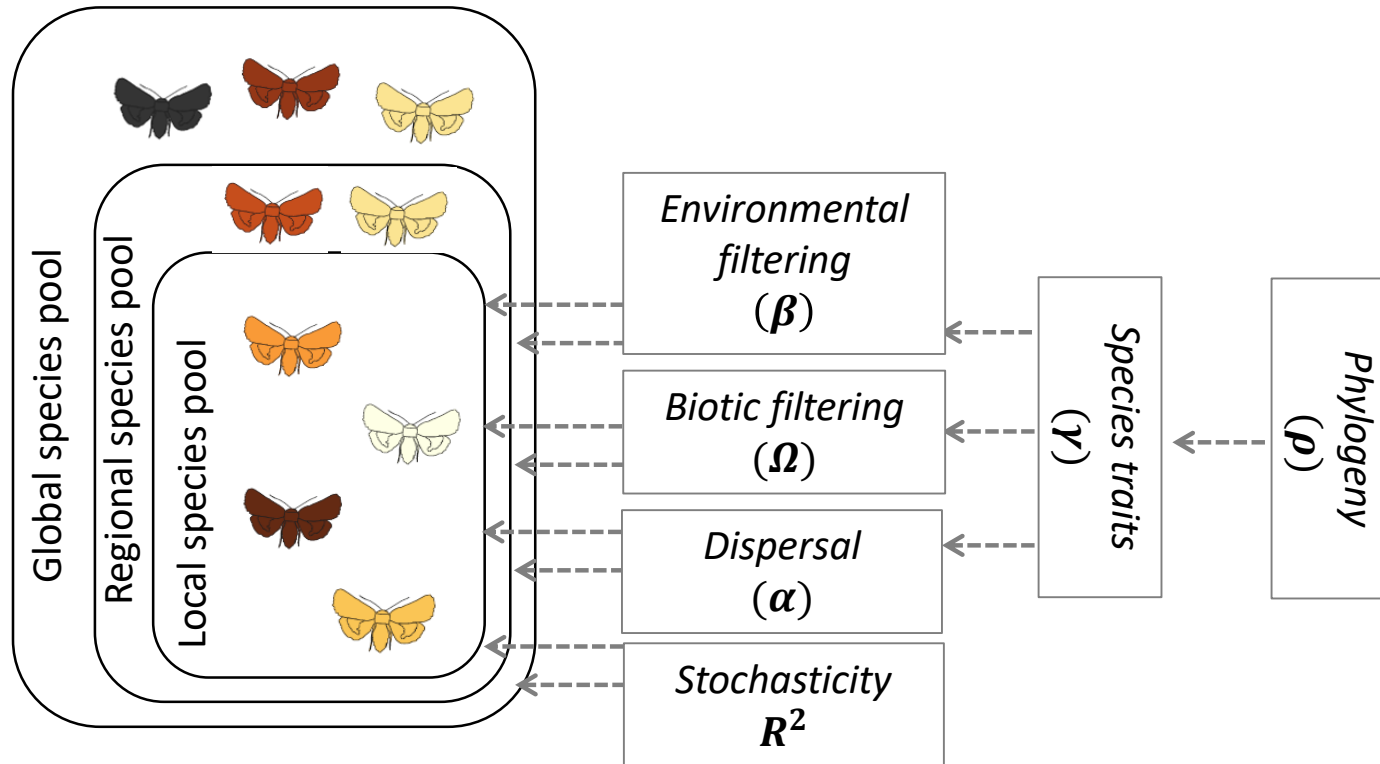 Global species pool
Regional species pool
Local species pool
Environmental
filtering
(β)
Biotic filtering
(Ω)
Dispersal
(α)
Stochasticity
R²
Species traits
(γ)
Phylogeny
(ρ)